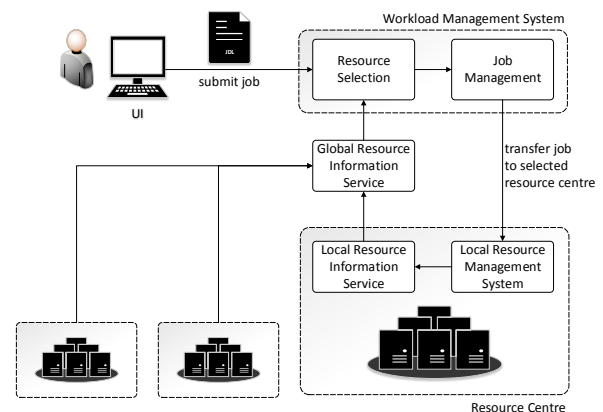 Workload Management System
JDL
Resource
Selection
Job
Management
submit job
UI
Global Resource
Information
Service
transfer job
to selected
resource centre
Local Resource
Information
Service
Local Resource
Management
System
Resource Centre